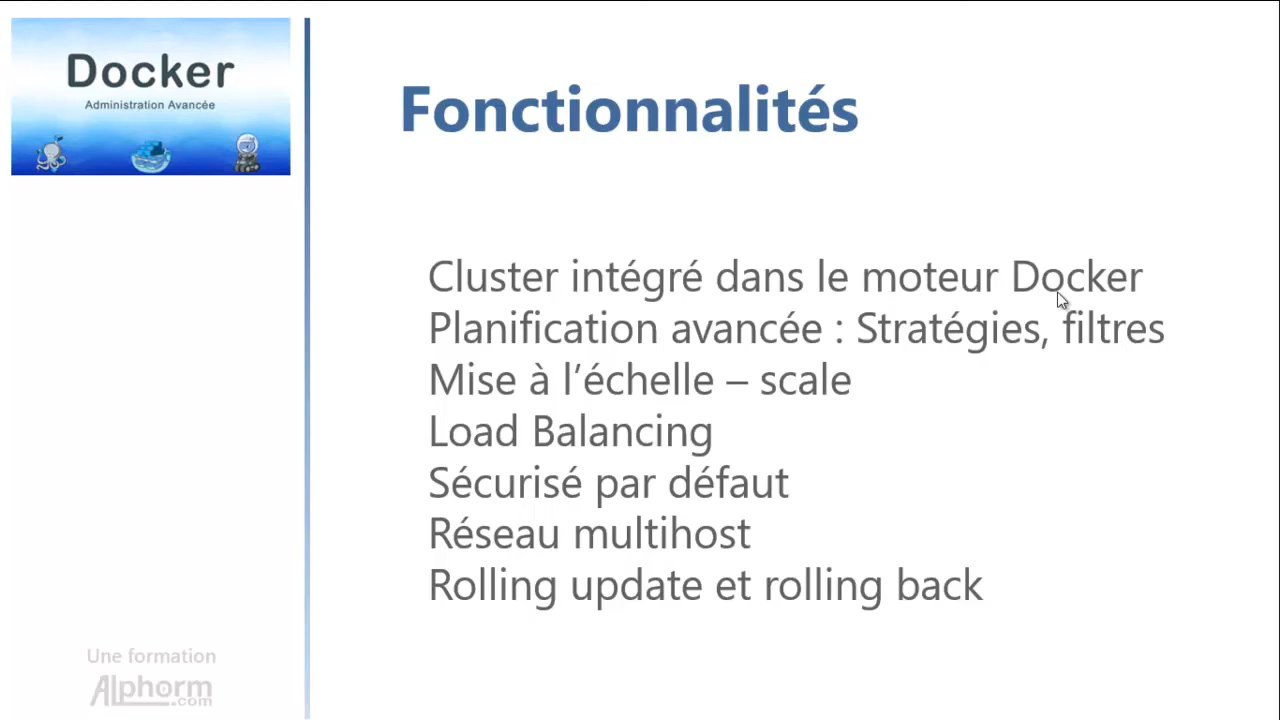 Docker
Administration Avancée
Fonctionnalités
Cluster intégré dans le moteur Docker
Planification avancée : Stratégies, filtres
Mise à l’échelle – scale
Load Balancing
Sécurisé par défaut
Réseau multihost
Rolling update et rolling back
Une formation
Alphorm
.com